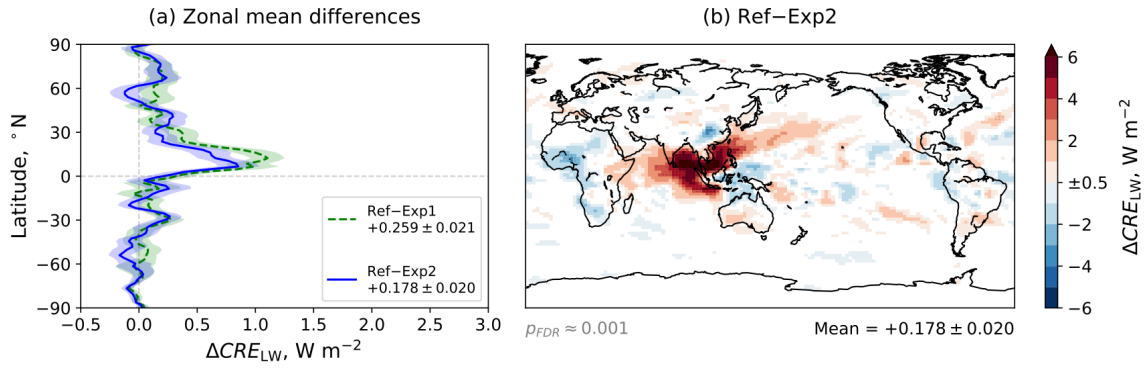 (a) Zonal mean differences
90
60
30
0
−30
−60
−90
Latitude, °N
−0.5 0.0 0.5 1.0 1.5 2.0 2.5 3.0
ΔCRE_LW, W m⁻²
Ref−Exp1
+0.259 ± 0.021
Ref−Exp2
+0.178 ± 0.020
(b) Ref−Exp2
p_FDR ≈ 0.001
Mean = +0.178 ± 0.020
6
4
2
±0.5
−2
−4
−6
ΔCRE_LW, W m⁻²